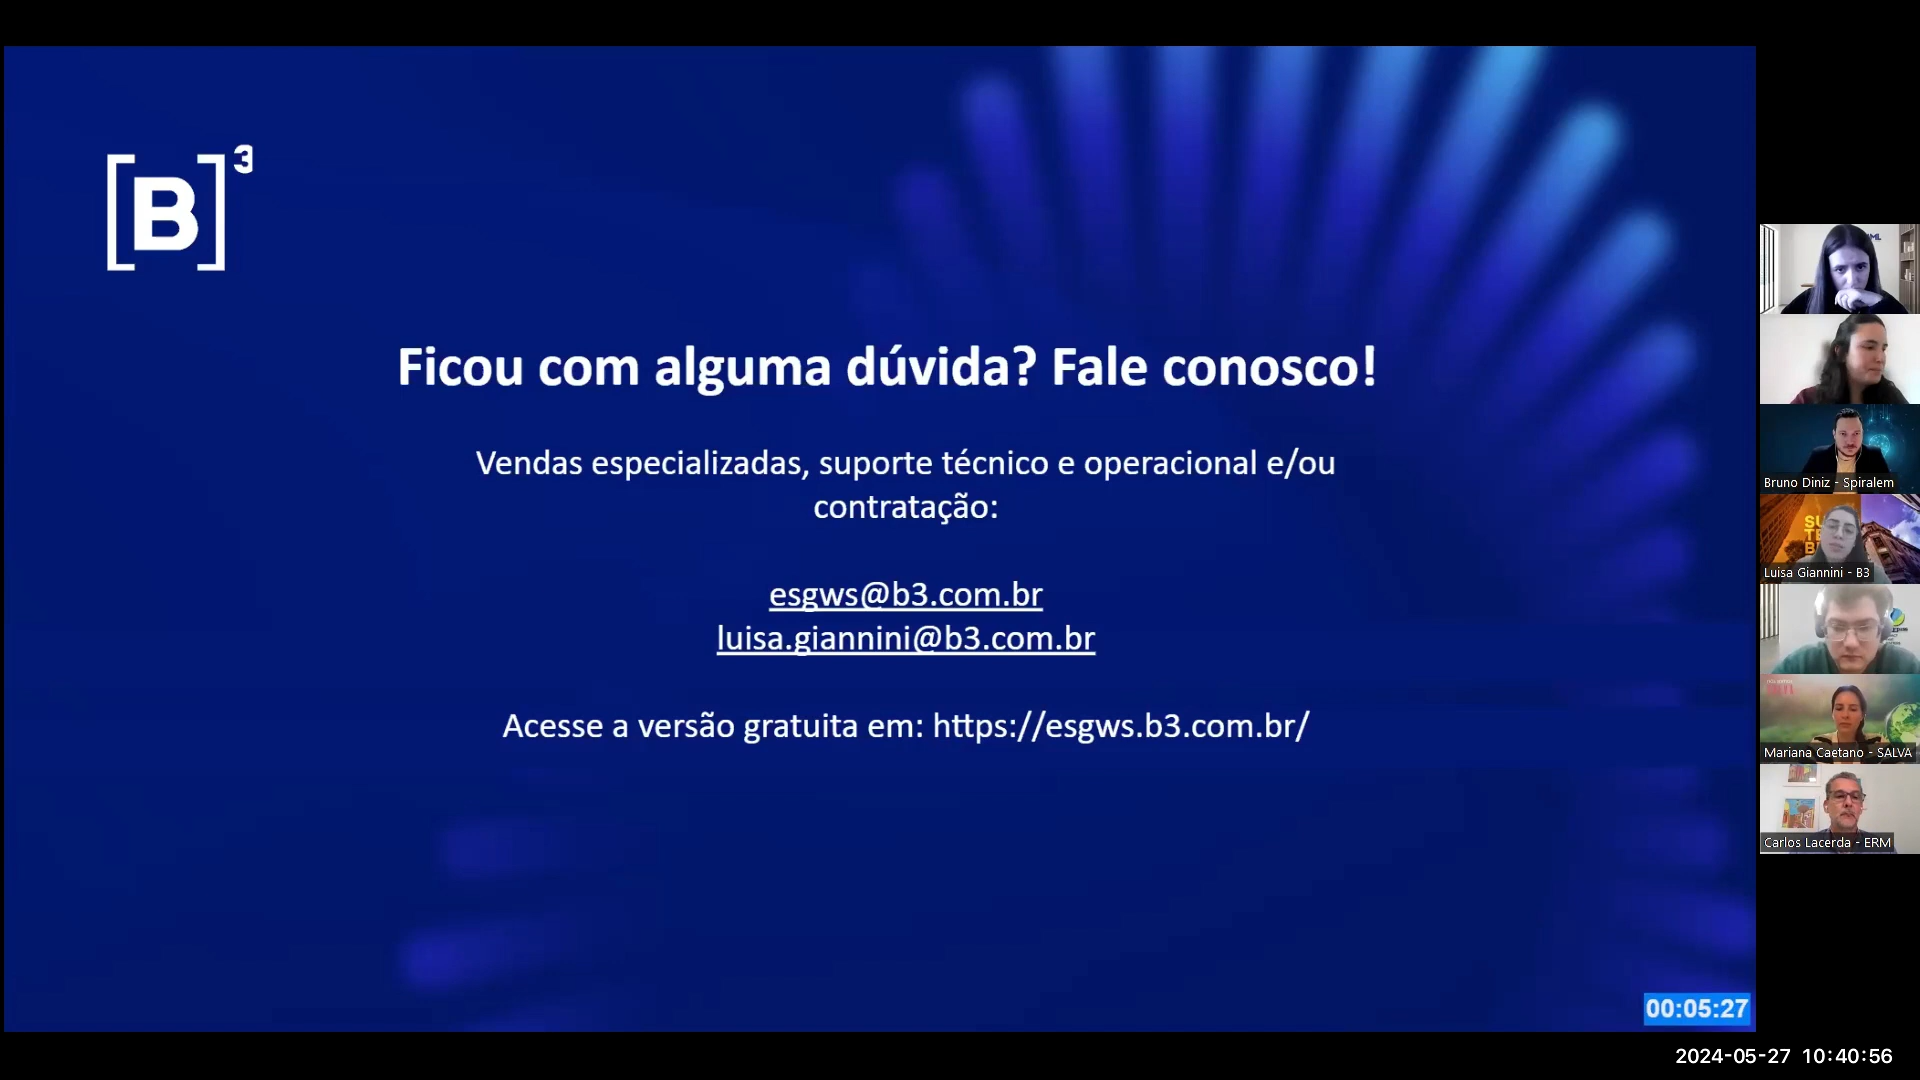 [B]³
Ficou com alguma dúvida? Fale conosco!
Vendas especializadas, suporte técnico e operacional e/ou
contratação:
esgws@b3.com.br
luisa.giannini@b3.com.br
Acesse a versão gratuita em: https://esgws.b3.com.br/
Bruno Diniz - Spiralem
Luisa Giannini - B3
Mariana Caetano - SALVA
Carlos Lacerda - ERM
00:05:27
2024-05-27 10:40:56